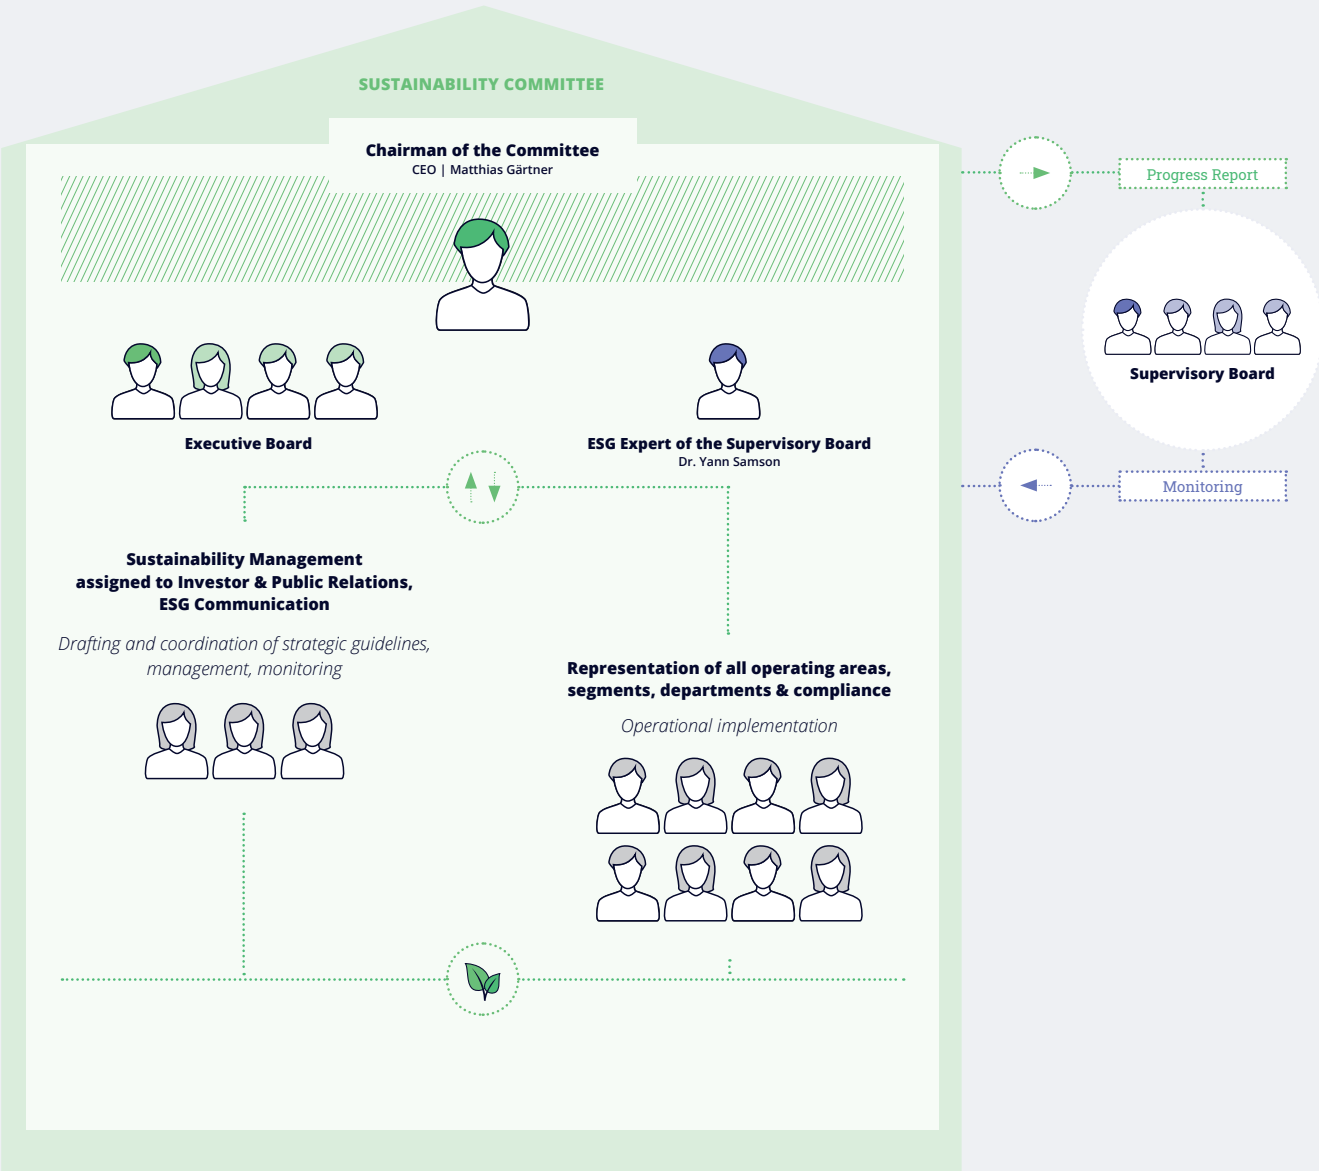 SUSTAINABILITY COMMITTEE
Chairman of the Committee
CEO | Matthias Gärtner
Progress Report
Supervisory Board
Executive Board
ESG Expert of the Supervisory Board
Dr. Yann Samson
Monitoring
Sustainability Management
assigned to Investor & Public Relations,
ESG Communication
Drafting and coordination of strategic guidelines,
management, monitoring
Representation of all operating areas,
segments, departments & compliance
Operational implementation